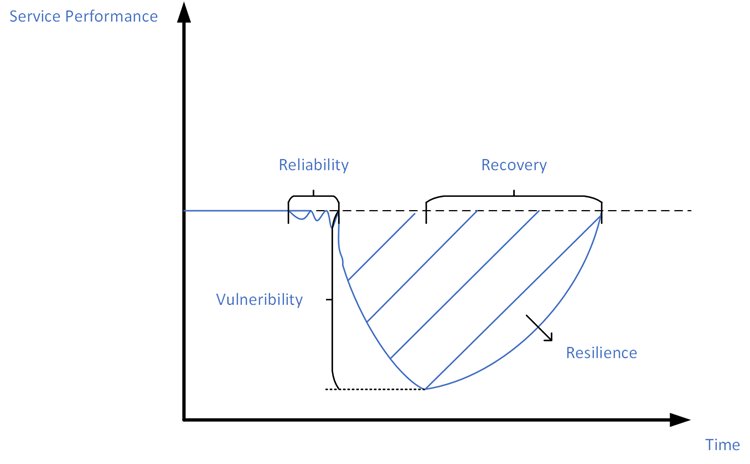 Service Performance
Reliability
Recovery
Vulneribility
Resilience
Time